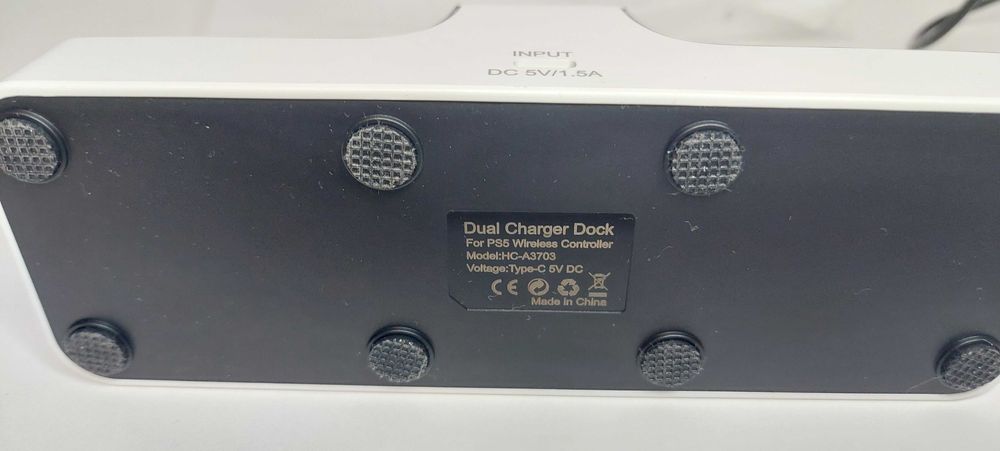 INPUT
DC 5V/1.5A
Dual Charger Dock
For PS5 Wireless Controller
Model:HC-A3703
Voltage:Type-C 5V DC
CE
Made in China